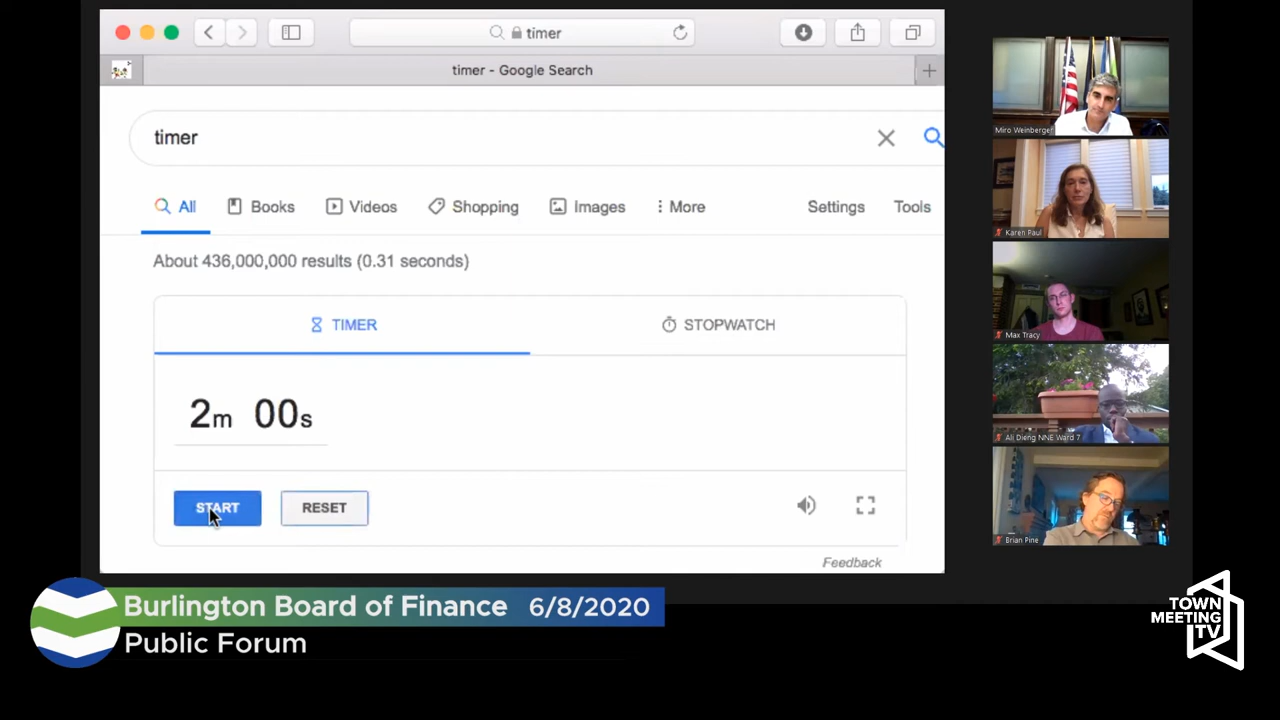 timer
timer - Google Search
timer
All Books Videos Shopping Images More Settings Tools
About 436,000,000 results (0.31 seconds)
TIMER STOPWATCH
2m 00s
START RESET
Feedback
Miro Weinberger
Karen Paul
Max Tracy
Ali Dieng NNE Ward 7
Brian Pine
Burlington Board of Finance 6/8/2020
Public Forum
TOWN
MEETING
TV